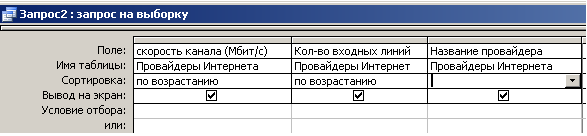 Запрос2 : запрос на выборку
Поле: скорость канала (Мбит/с) Кол-во входных линий Название провайдера
Имя таблицы: Провайдеры Интернета Провайдеры Интернет Провайдеры Интернета
Сортировка: по возрастанию по возрастанию
Вывод на экран:
Условие отбора:
или: